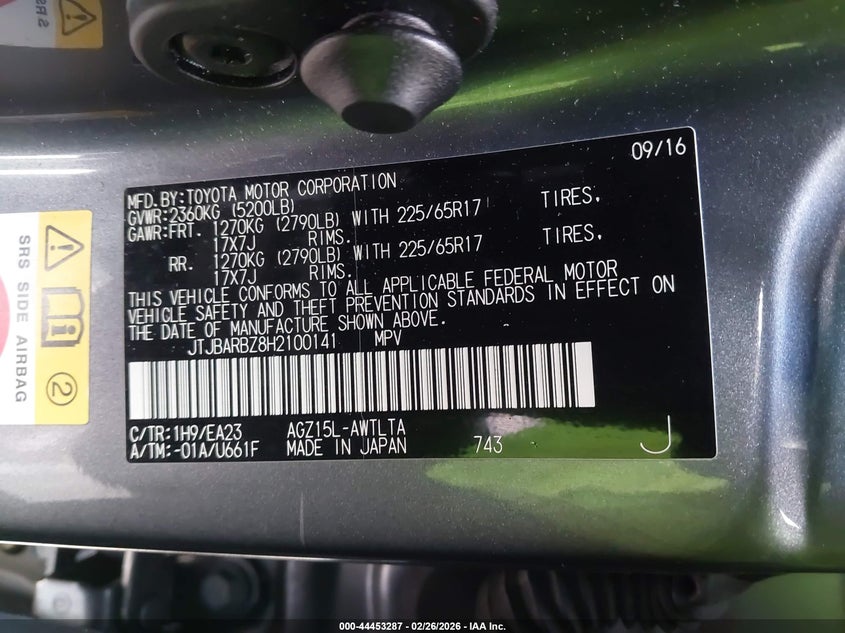 09/16
MFD.BY:TOYOTA MOTOR CORPORATION
GVWR:2360KG (5200LB)
GAWR:FRT. 1270KG (2790LB) WITH 225/65R17 TIRES,
17X7J RIMS.
RR. 1270KG (2790LB) WITH 225/65R17 TIRES,
17X7J RIMS.
THIS VEHICLE CONFORMS TO ALL APPLICABLE FEDERAL MOTOR
VEHICLE SAFETY AND THEFT PREVENTION STANDARDS IN EFFECT ON
THE DATE OF MANUFACTURE SHOWN ABOVE.
JTJBARBZ8H2100141 MPV
C/TR:1H9/EA23 AGZ15L-AWTLTA
A/TM:-01A/U661F MADE IN JAPAN 743 J
SRS SIDE AIRBAG
2
000-44453287 - 02/26/2026 - IAA Inc.